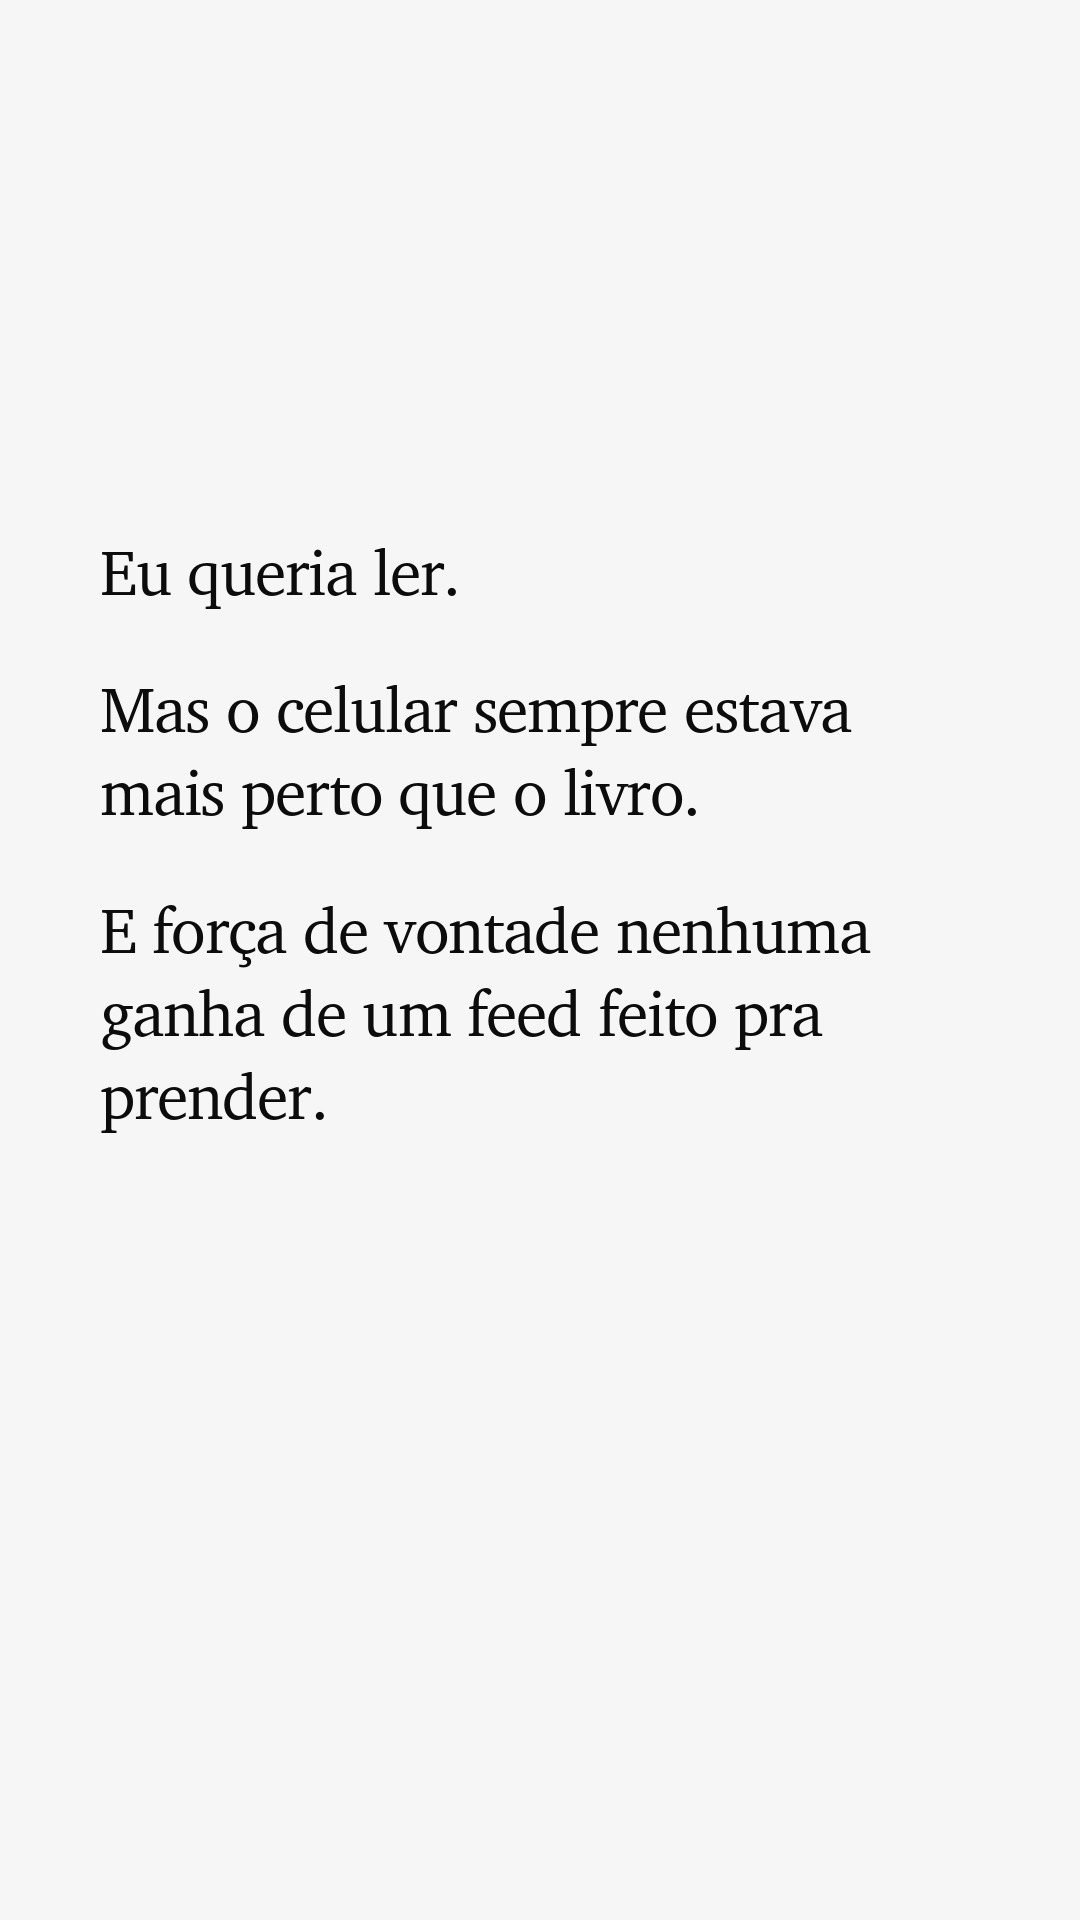 Eu queria ler.
Mas o celular sempre estava
mais perto que o livro.
E força de vontade nenhuma
ganha de um feed feito pra
prender.